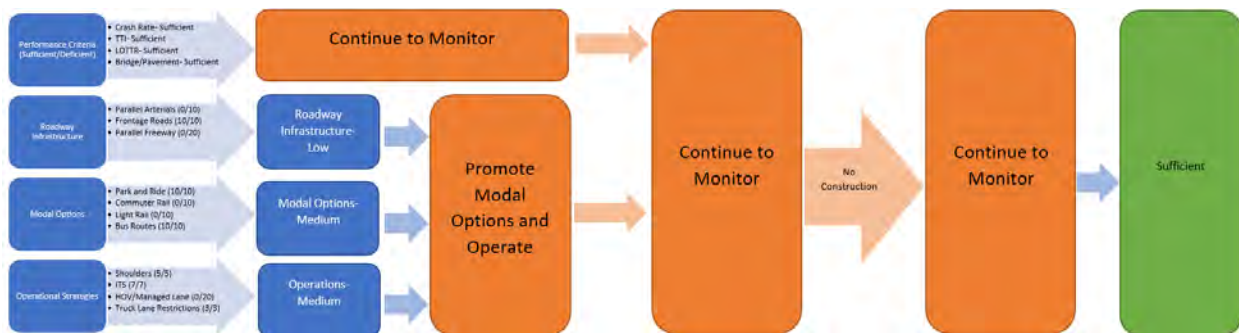 Performance Criteria
(Sufficient/Deficient)
• Crash Rate- Sufficient
• TTI- Sufficient
• LOTTR- Sufficient
• Bridge/Pavement- Sufficient
Continue to Monitor
Roadway
Infrastructure
• Parallel Arterials (0/10)
• Frontage Roads (10/10)
• Parallel Freeway (0/20)
Roadway
Infrastructure-
Low
Modal Options
• Park and Ride (10/10)
• Commuter Rail (0/10)
• Light Rail (0/10)
• Bus Routes (10/10)
Modal Options-
Medium
Operational Strategies
• Shoulders (5/5)
• ITS (7/7)
• HOV/Managed Lane (0/20)
• Truck Lane Restrictions (3/3)
Operations-
Medium
Promote
Modal
Options and
Operate
Continue to
Monitor
No
Construction
Continue to
Monitor
Sufficient